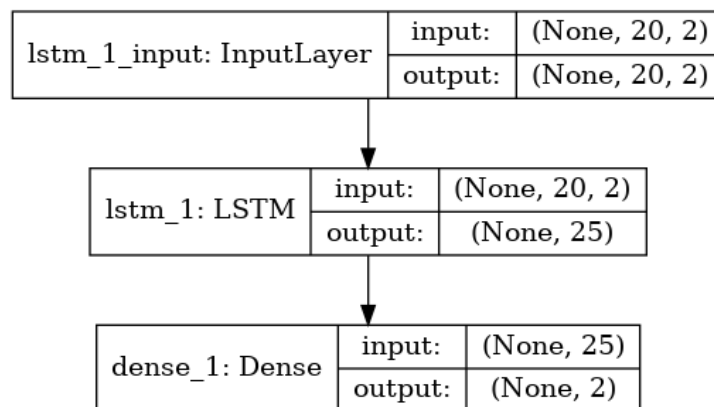 lstm_1_input: InputLayer
input: (None, 20, 2)
output: (None, 20, 2)
lstm_1: LSTM
input: (None, 20, 2)
output: (None, 25)
dense_1: Dense
input: (None, 25)
output: (None, 2)